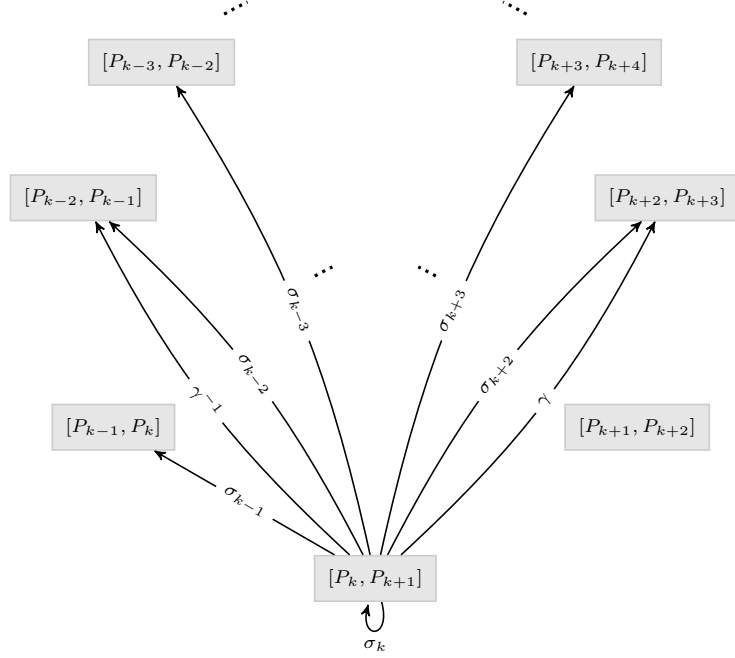 [P_{k−3}, P_{k−2}] [P_{k+3}, P_{k+4}]
[P_{k−2}, P_{k−1}] [P_{k+2}, P_{k+3}]
σ_{k−3} σ_{k+3}
σ_{k−2} σ_{k+2}
γ^{−1} γ
[P_{k−1}, P_k] [P_{k+1}, P_{k+2}]
σ_{k−1}
[P_k, P_{k+1}]
σ_k